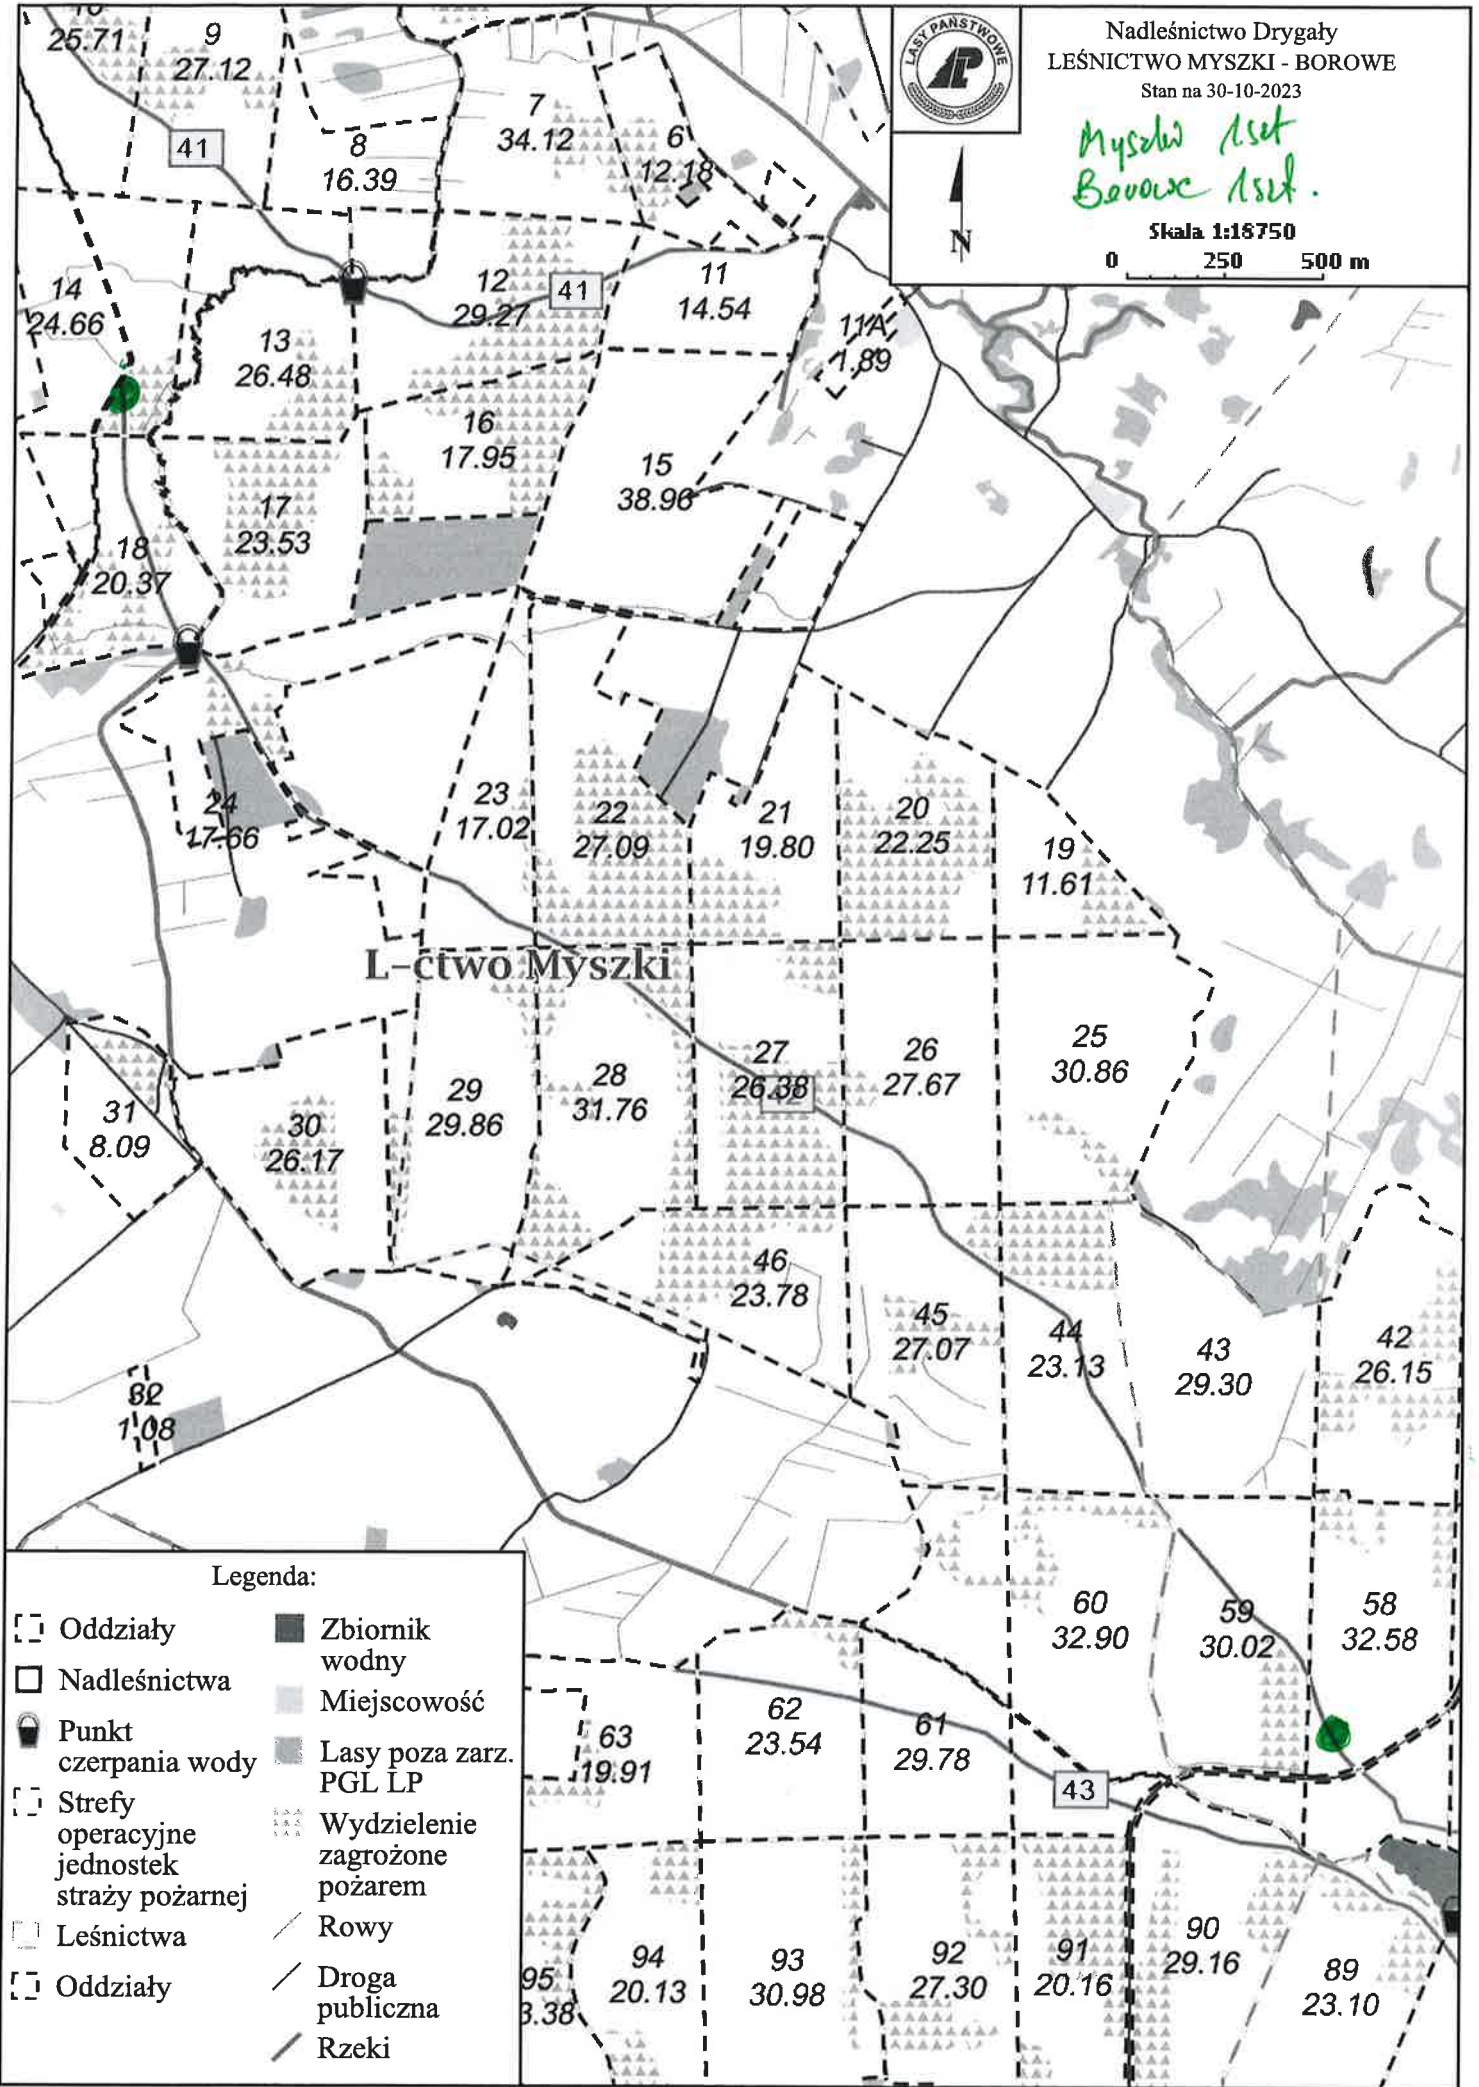 LASY PAŃSTWOWE
Nadleśnictwo Drygały
LEŚNICTWO MYSZKI - BOROWE
Stan na 30-10-2023
Myszki 1szt
Borowe 1szt.
Skala 1:18750
0 250 500 m
N
25.71
9
27.12
41
8
16.39
7
34.12
6
12.18
14
24.66
13
26.48
12
29.27
41
11
14.54
11A
1.89
16
17.95
15
38.96
17
23.53
18
20.37
24
17.66
23
17.02
22
27.09
21
19.80
20
22.25
19
11.61
L-ctwo Myszki
31
8.09
30
26.17
29
29.86
28
31.76
27
26.38
26
27.67
25
30.86
46
23.78
45
27.07
44
23.13
43
29.30
42
26.15
32
1.08
60
32.90
59
30.02
58
32.58
63
19.91
62
23.54
61
29.78
43
95
3.38
94
20.13
93
30.98
92
27.30
91
20.16
90
29.16
89
23.10
Legenda:
Oddziały
Nadleśnictwa
Punkt
czerpania wody
Strefy
operacyjne
jednostek
straży pożarnej
Leśnictwa
Oddziały
Zbiornik
wodny
Miejscowość
Lasy poza zarz.
PGL LP
Wydzielenie
zagrożone
pożarem
Rowy
Droga
publiczna
Rzeki